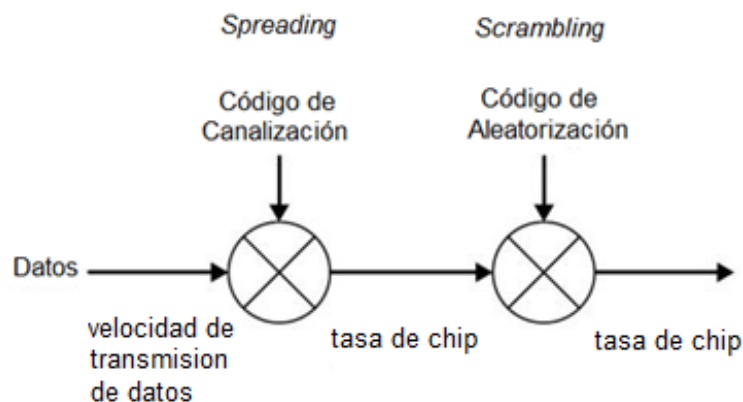 Spreading
Scrambling
Código de
Canalización
Código de
Aleatorización
Datos
velocidad de
transmision
de datos
tasa de chip
tasa de chip